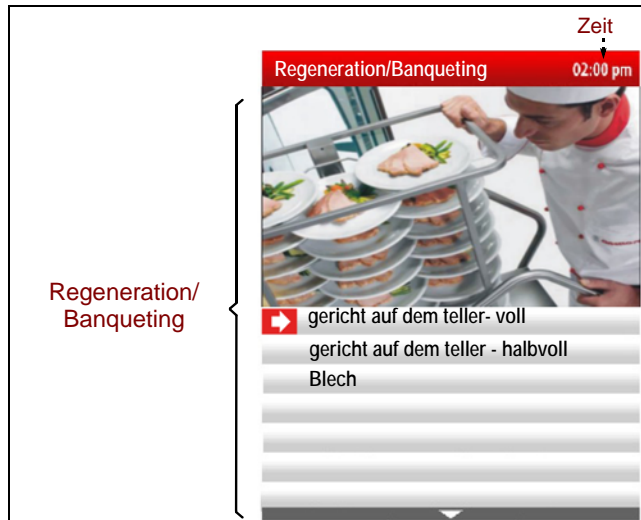 Zeit
Regeneration/Banqueting 02:00 pm
Regeneration/
Banqueting
gericht auf dem teller- voll
gericht auf dem teller - halbvoll
Blech